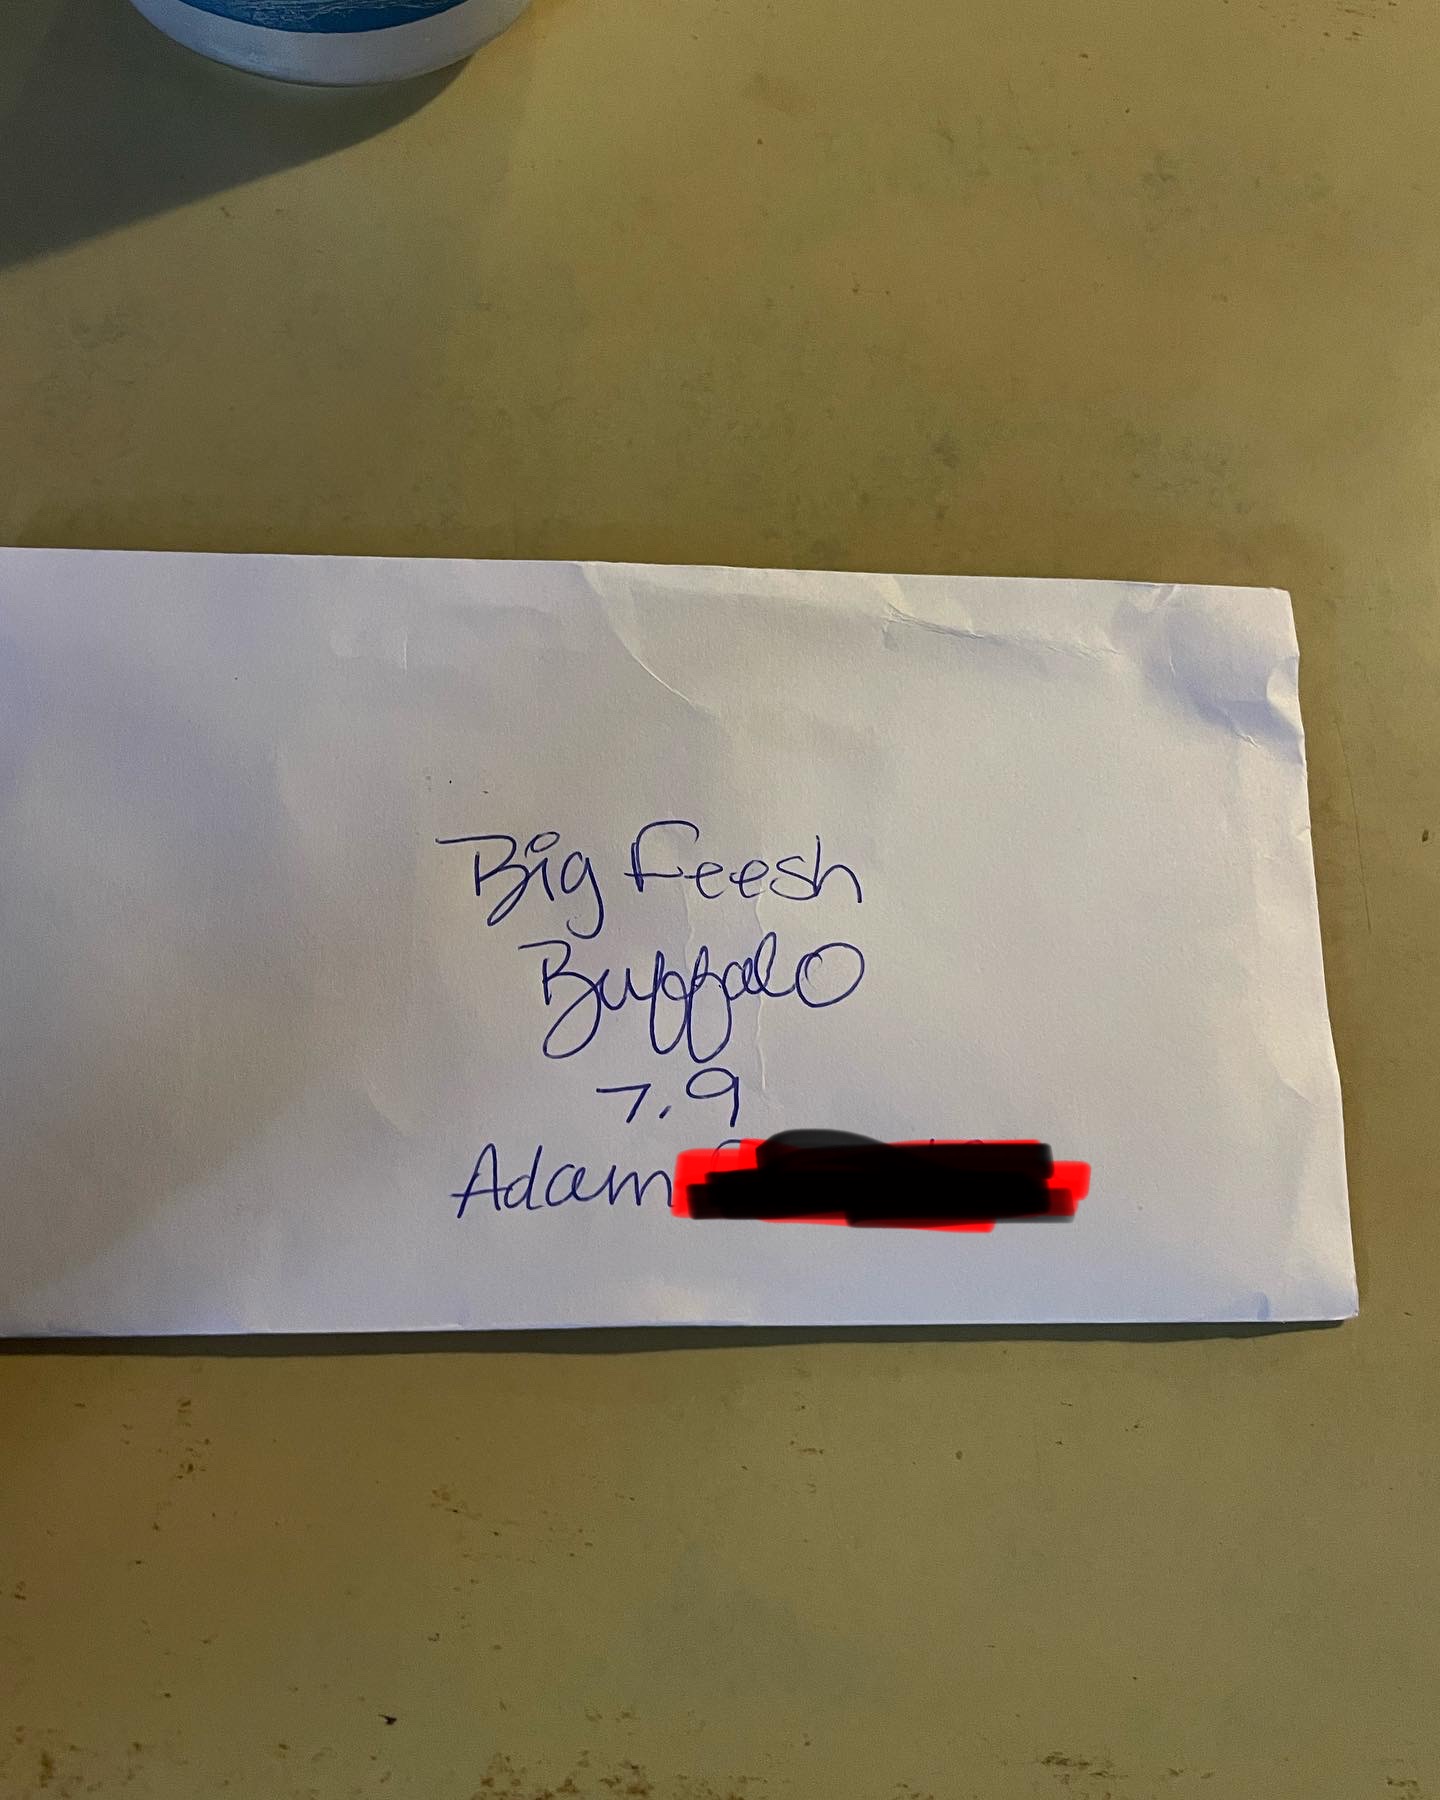 Big Feesh
Buffalo
7.9
Adam